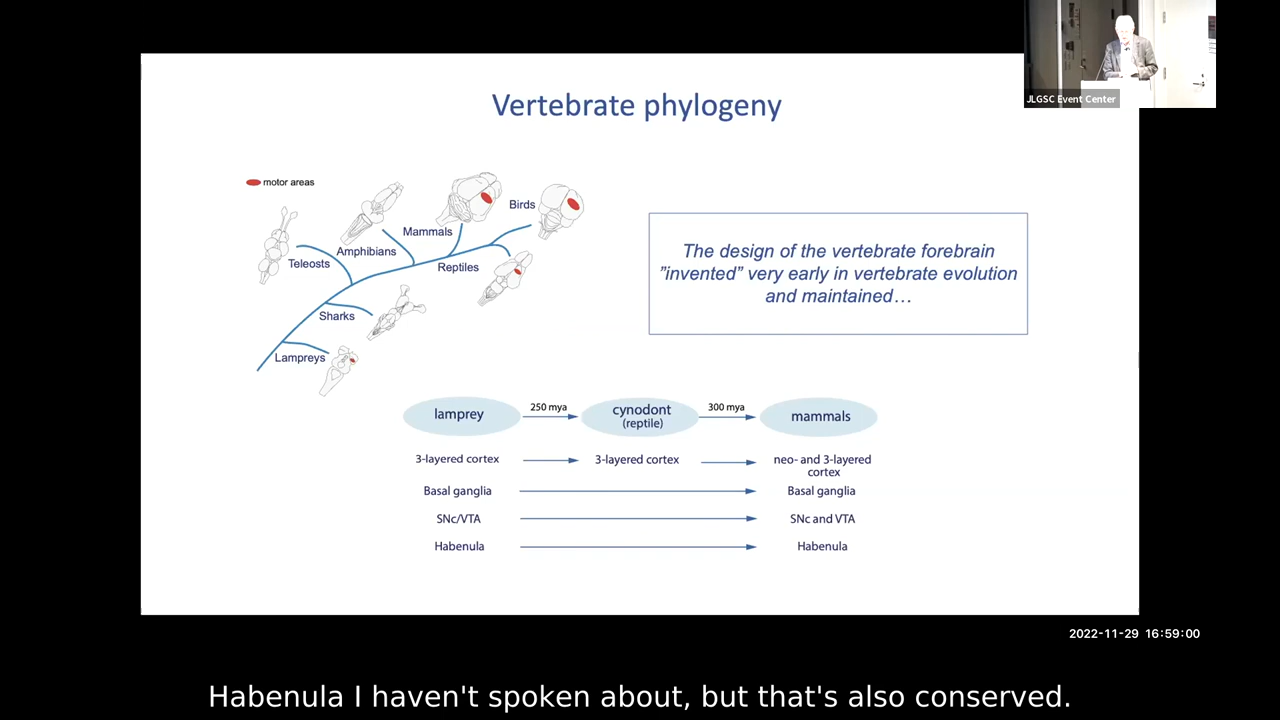 JLGSC Event Center
Vertebrate phylogeny
motor areas
Birds
Mammals
Amphibians
Teleosts
Reptiles
Sharks
Lampreys
The design of the vertebrate forebrain
"invented" very early in vertebrate evolution
and maintained…
lamprey
250 mya
cynodont
(reptile)
300 mya
mammals
3-layered cortex
3-layered cortex
neo- and 3-layered
cortex
Basal ganglia
Basal ganglia
SNc/VTA
SNc and VTA
Habenula
Habenula
2022-11-29 16:59:00
Habenula I haven't spoken about, but that's also conserved.